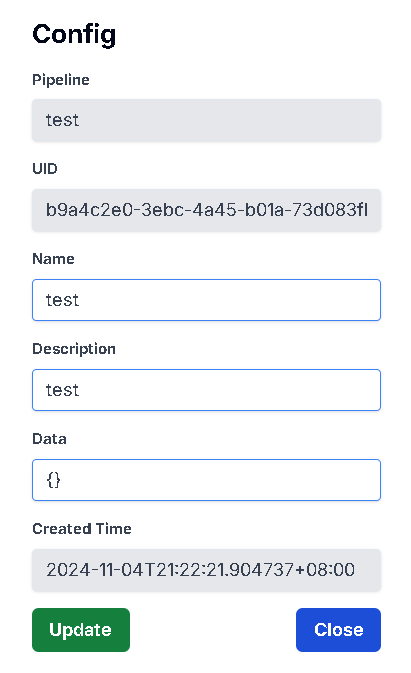 Config
Pipeline
test
UID
b9a4c2e0-3ebc-4a45-b01a-73d083f
Name
test
Description
test
Data
{}
Created Time
2024-11-04T21:22:21.904737+08:00
Update
Close